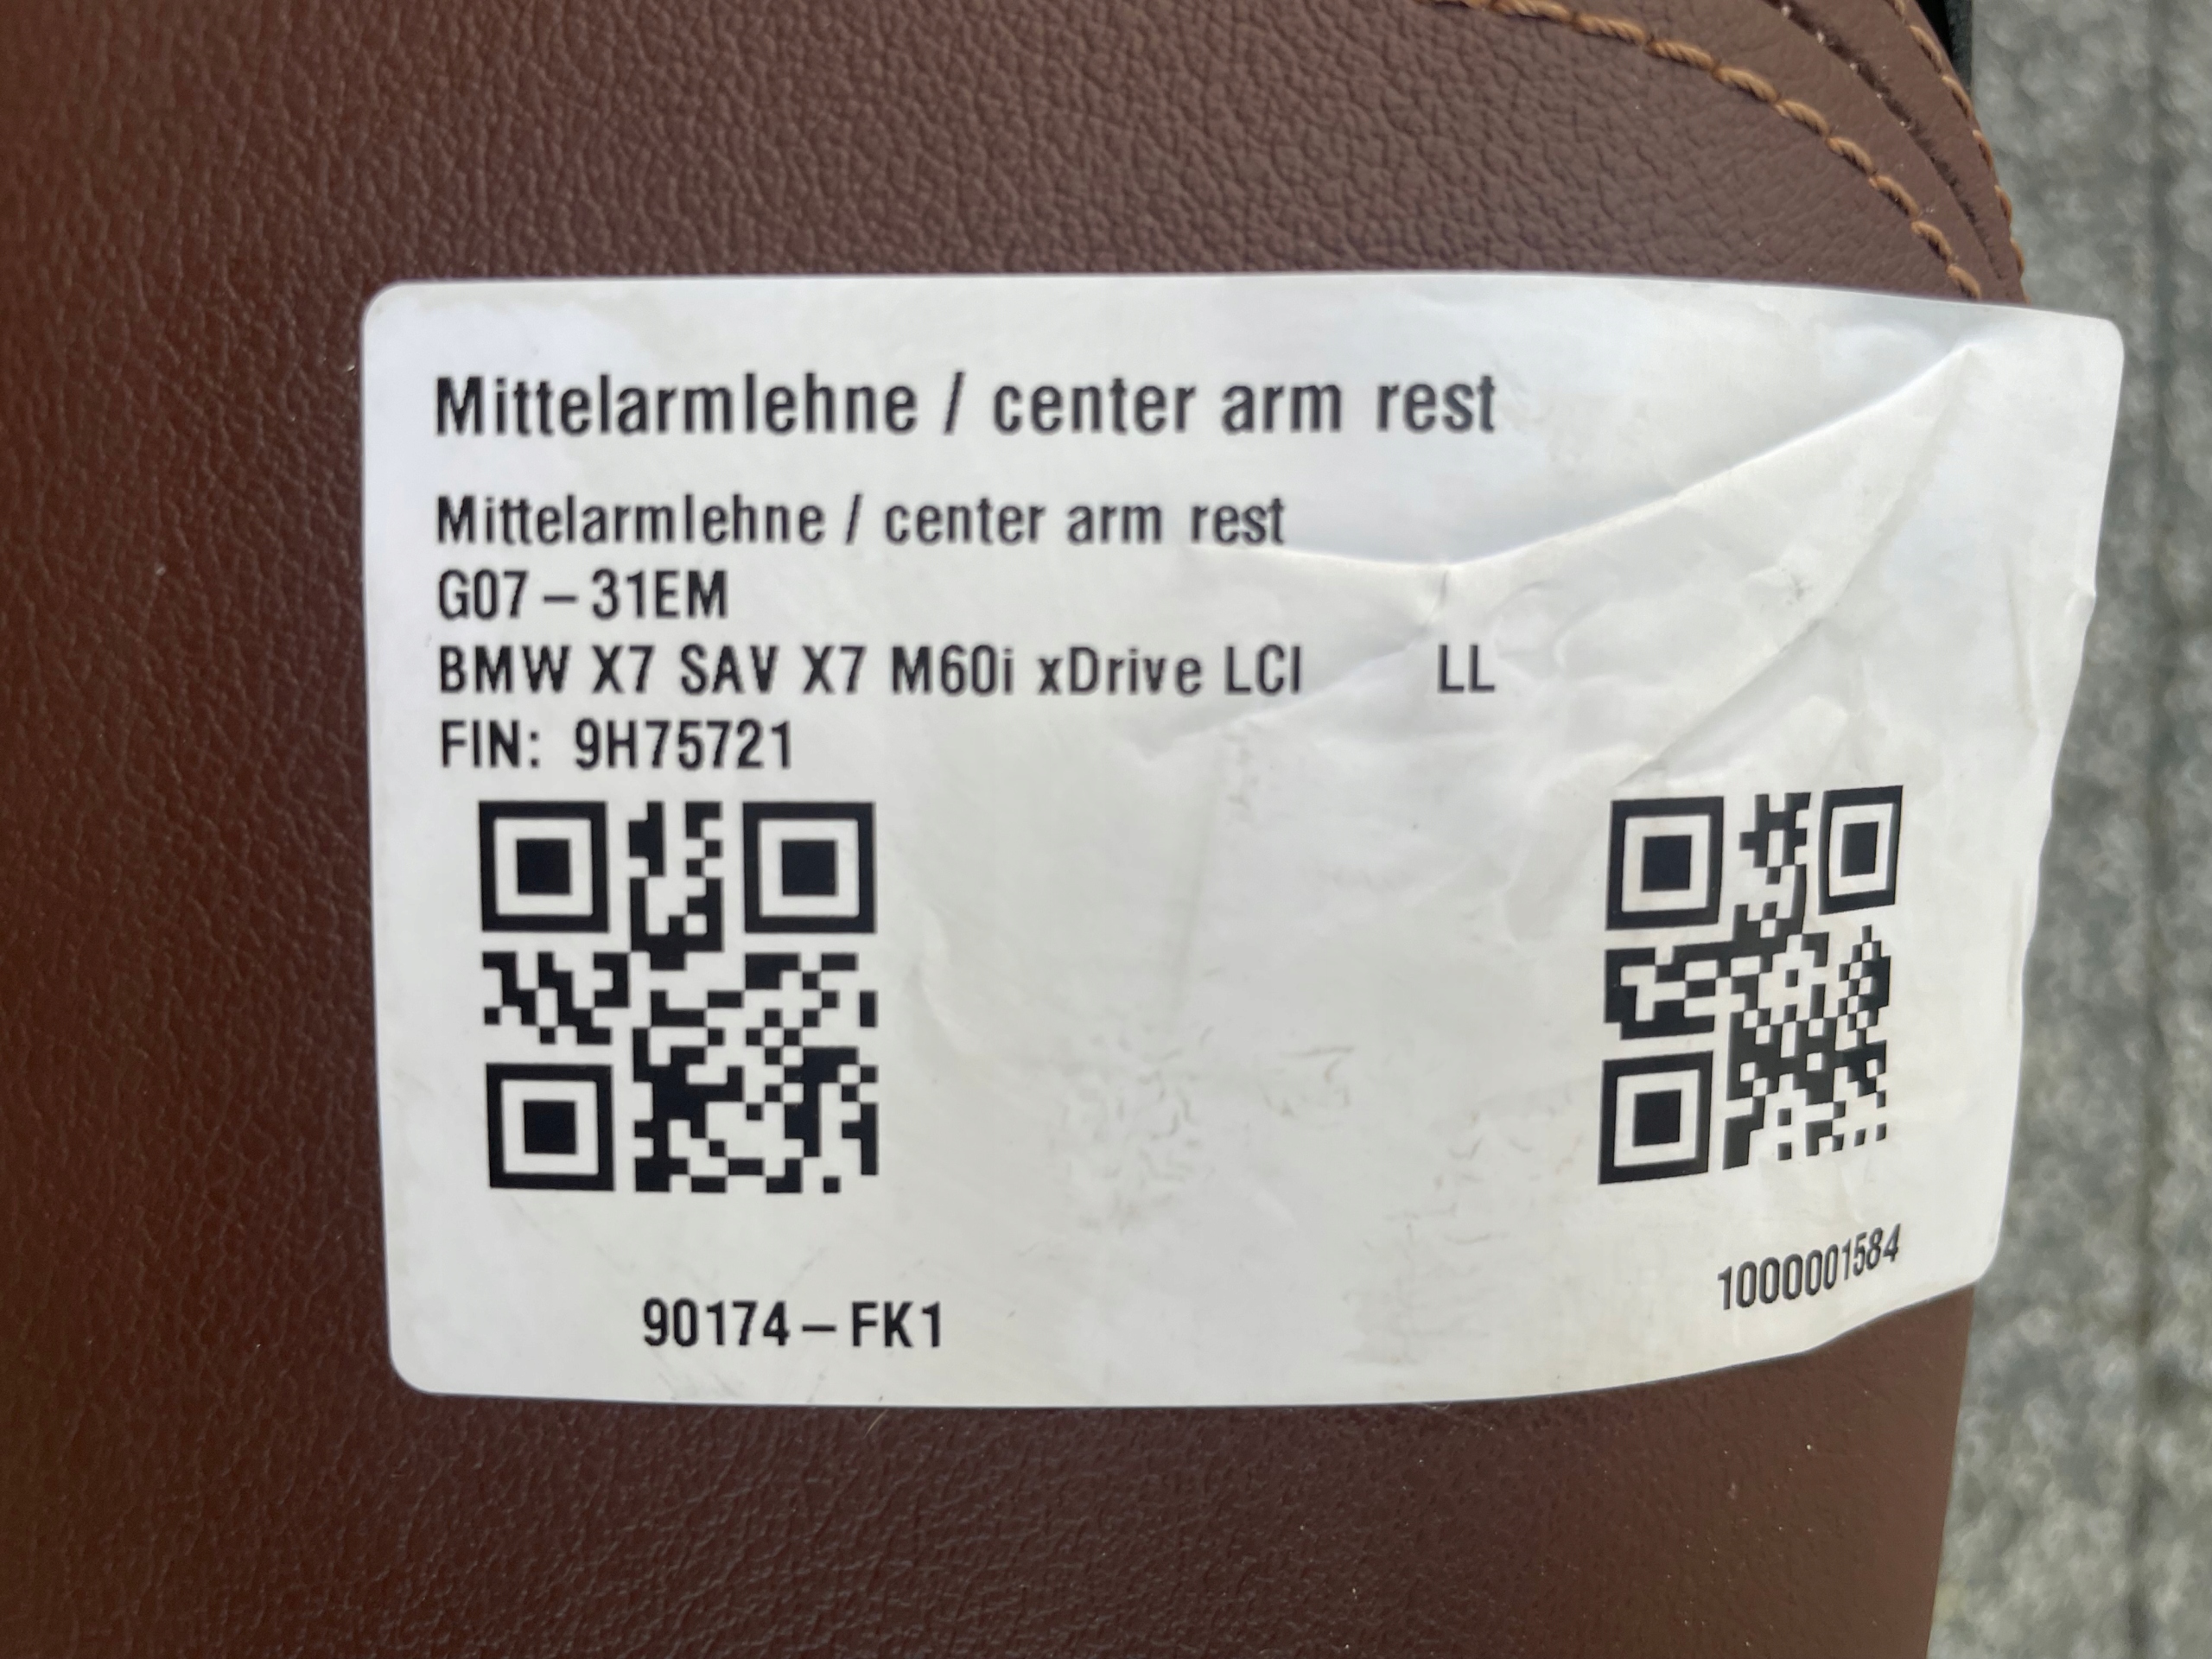 Mittelarmlehne / center arm rest
Mittelarmlehne / center arm rest
G07 – 31EM
BMW X7 SAV X7 M60i xDrive LCI LL
FIN: 9H75721
90174 – FK1
1000001584